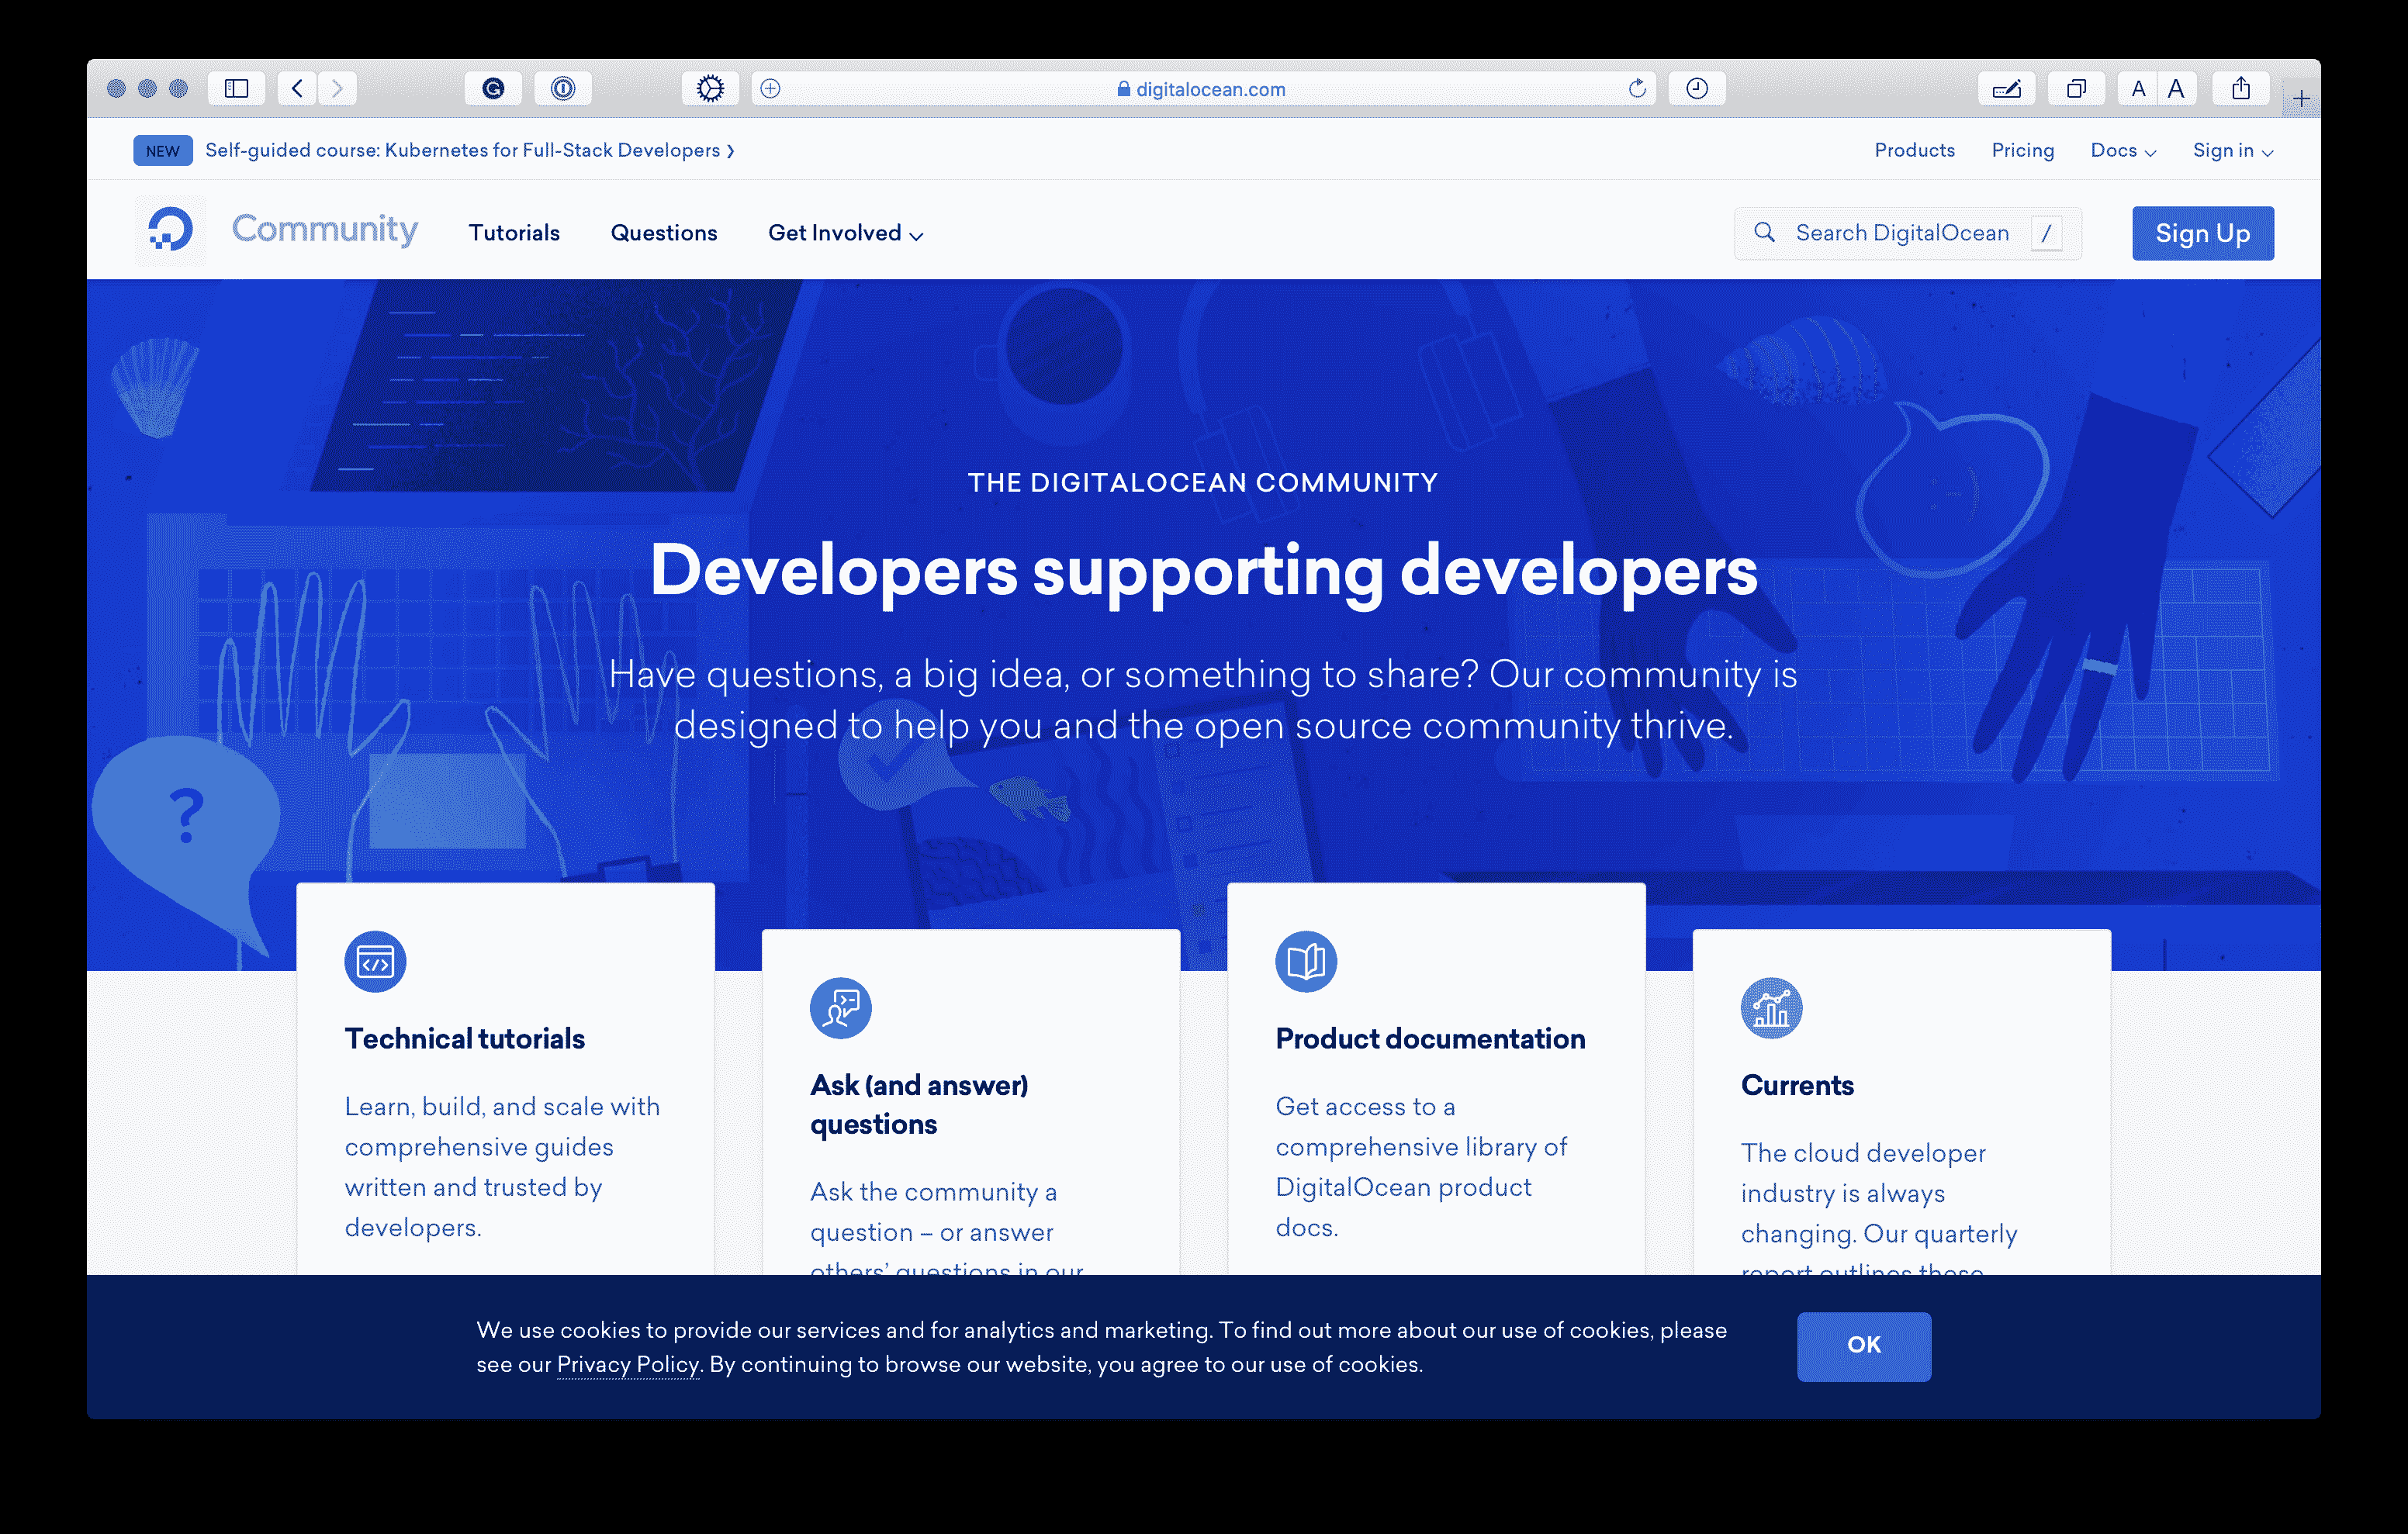 digitalocean.com
A A
NEW Self-guided course: Kubernetes for Full-Stack Developers
Products Pricing Docs Sign in
Community Tutorials Questions Get Involved Search DigitalOcean / Sign Up
THE DIGITALOCEAN COMMUNITY
Developers supporting developers
Have questions, a big idea, or something to share? Our community is
designed to help you and the open source community thrive.
?
Technical tutorials
Learn, build, and scale with
comprehensive guides
written and trusted by
developers.
Ask (and answer)
questions
Ask the community a
question – or answer
others’ questions in our
Product documentation
Get access to a
comprehensive library of
DigitalOcean product
docs.
Currents
The cloud developer
industry is always
changing. Our quarterly
report outlines these
We use cookies to provide our services and for analytics and marketing. To find out more about our use of cookies, please
see our Privacy Policy. By continuing to browse our website, you agree to our use of cookies.
OK